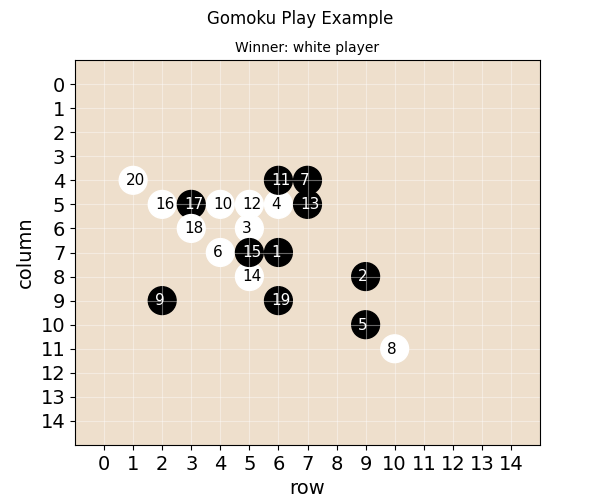 Gomoku Play Example
Winner: white player
0
1
2
3
4 20 11 7
5 16 17 10 12 4 13
6 18 3
7 6 15 1
8 14 2
9 9 19
10 5
11 8
12
13
14
column
0 1 2 3 4 5 6 7 8 9 10 11 12 13 14
row